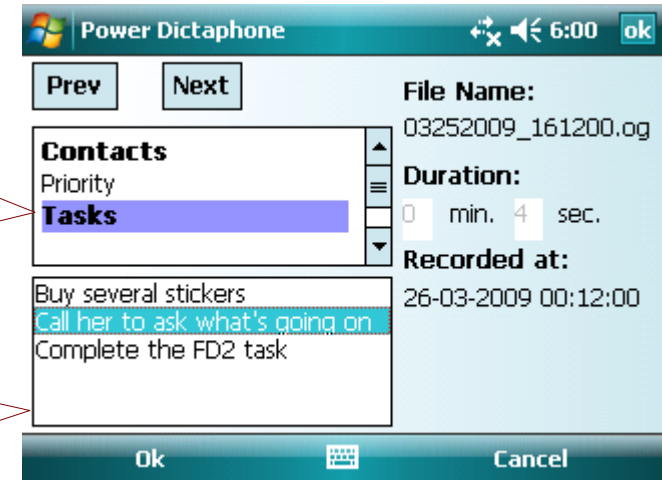 Power Dictaphone 6:00 ok
Prev Next
Contacts
Priority
Tasks
Buy several stickers
Call her to ask what's going on
Complete the FD2 task
File Name:
03252009_161200.og
Duration:
0 min. 4 sec.
Recorded at:
26-03-2009 00:12:00
Ok Cancel